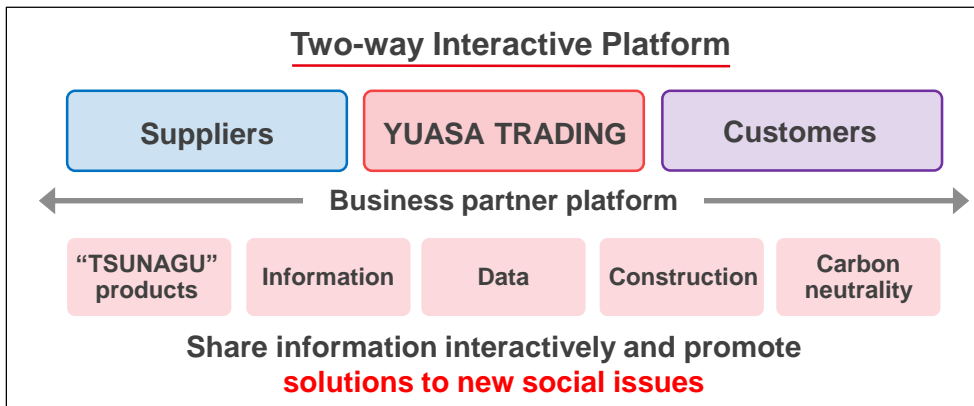 Two-way Interactive Platform
Suppliers
YUASA TRADING
Customers
Business partner platform
“TSUNAGU”
products
Information
Data
Construction
Carbon
neutrality
Share information interactively and promote
solutions to new social issues